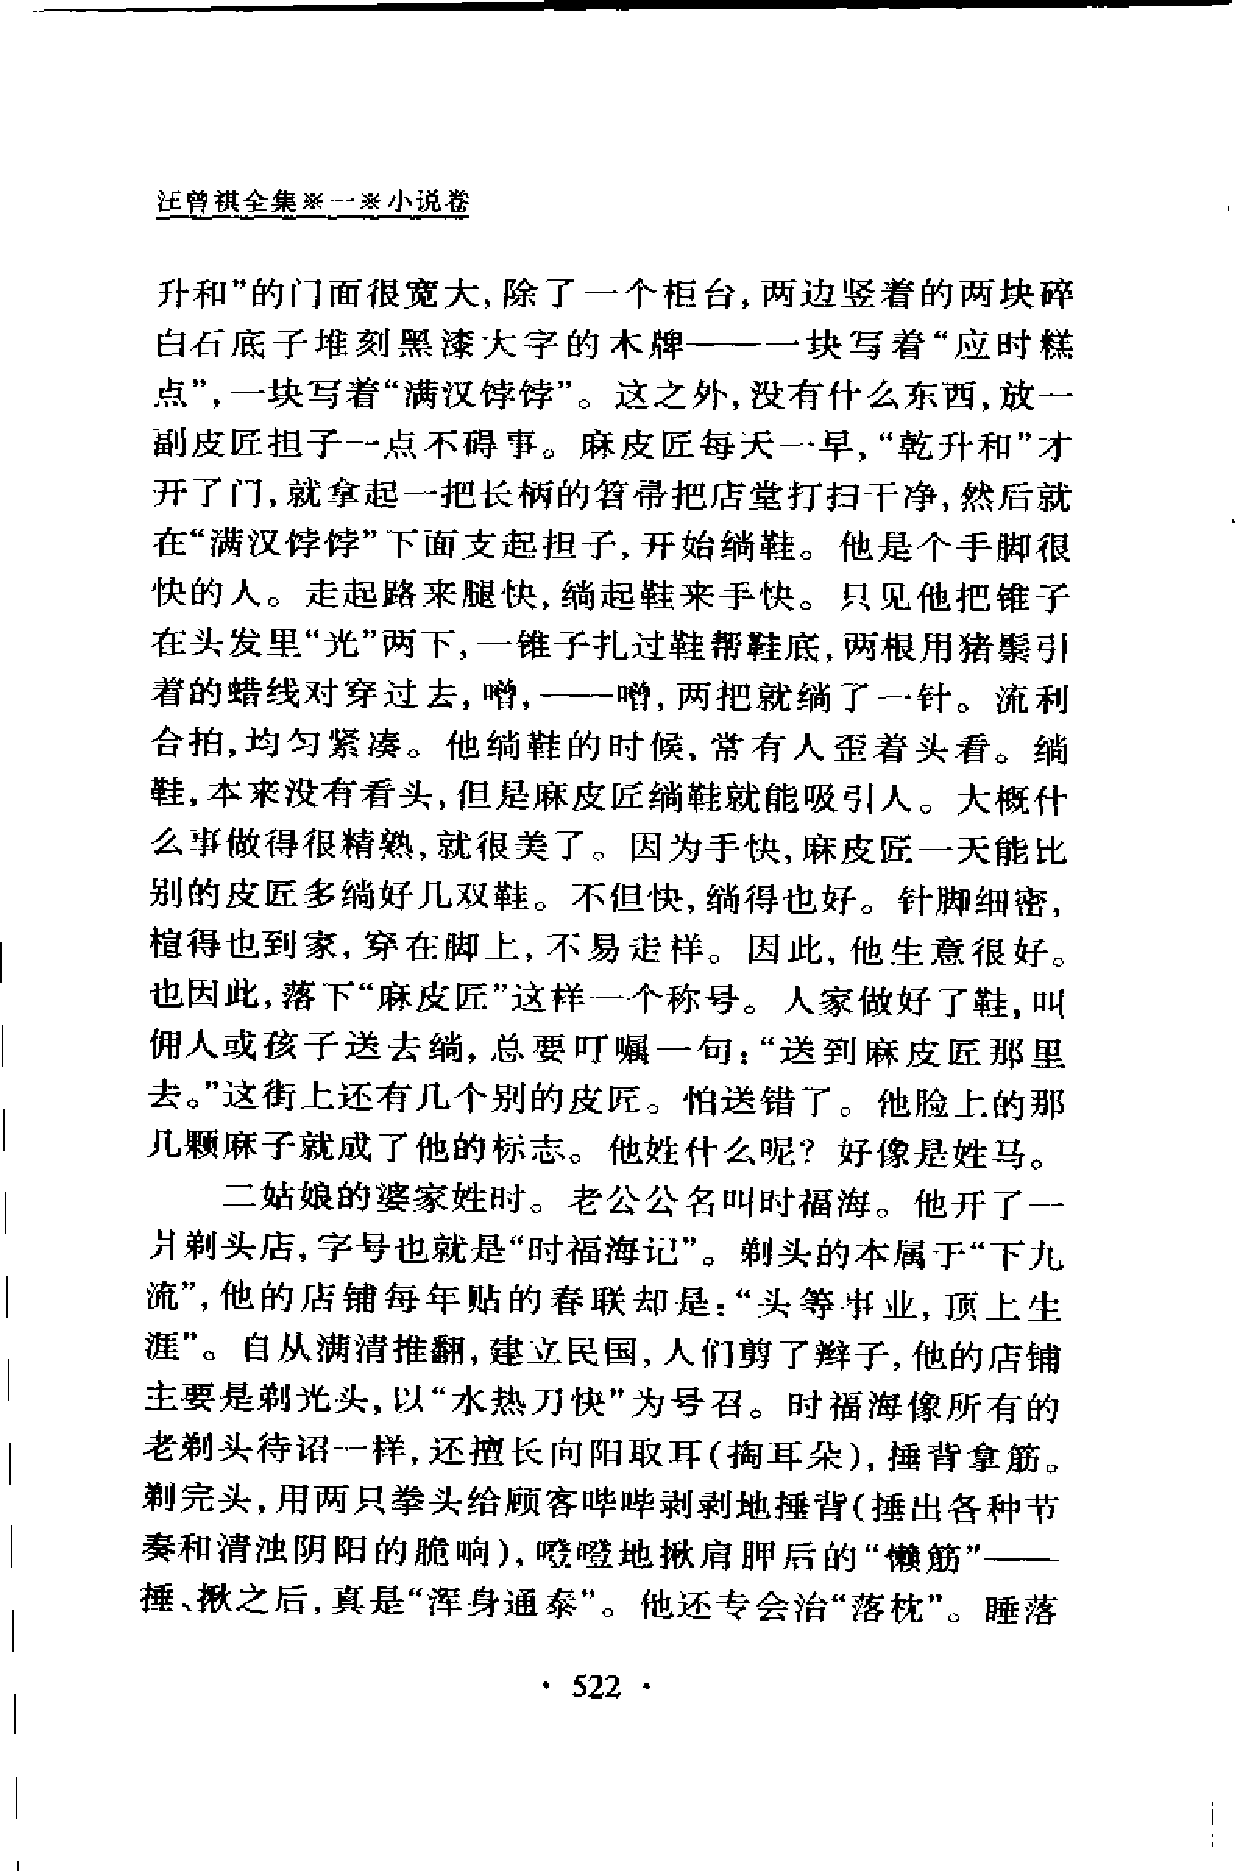 汪曾祺全集※一※小说卷
升和”的门面很宽大,除了一个柜台,两边竖着的两块碎
白石底子堆刻黑漆大字的木牌——一块写着“应时糕
点”,一块写着“满汉饽饽”。这之外,没有什么东西,放一
副皮匠担子一点不碍事。麻皮匠每天一早,“乾升和”才
开了门,就拿起一把长柄的笤帚把店堂打扫干净,然后就
在“满汉饽饽”下面支起担子,开始绱鞋。他是个手脚很
快的人。走起路来腿快,绱起鞋来手快。只见他把锥子
在头发里“光”两下,一锥子扎过鞋帮鞋底,两根用猪鬃引
着的蜡线对穿过去,噌,——噌,两把就绱了一针。流利
合拍,均匀紧凑。他绱鞋的时候,常有人歪着头看。绱
鞋,本来没有看头,但是麻皮匠绱鞋就能吸引人。大概什
么事做得很精熟,就很美了。因为手快,麻皮匠一天能比
别的皮匠多绱好几双鞋。不但快,绱得也好。针脚细密,
楦得也到家,穿在脚上,不易走样。因此,他生意很好。
也因此,落下“麻皮匠”这样一个称号。人家做好了鞋,叫
佣人或孩子送去绱,总要叮嘱一句:“送到麻皮匠那里
去。”这街上还有几个别的皮匠。怕送错了。他脸上的那
几颗麻子就成了他的标志。他姓什么呢?好像是姓马。
二姑娘的婆家姓时。老公公名叫时福海。他开了一
爿剃头店,字号也就是“时福海记”。剃头的本属于“下九
流”,他的店铺每年贴的春联却是:“头等事业,顶上生
涯”。自从满清推翻,建立民国,人们剪了辫子,他的店铺
主要是剃光头,以“水热刀快”为号召。时福海像所有的
老剃头待诏一样,还擅长向阳取耳(掏耳朵),捶背拿筋。
剃完头,用两只拳头给顾客哔哔剥剥地捶背(捶出各种节
奏和清浊阴阳的脆响),噔噔地揪肩胛后的“懒筋”——
捶、揪之后,真是“浑身通泰”。他还专会治“落枕”。睡落
· 522 ·